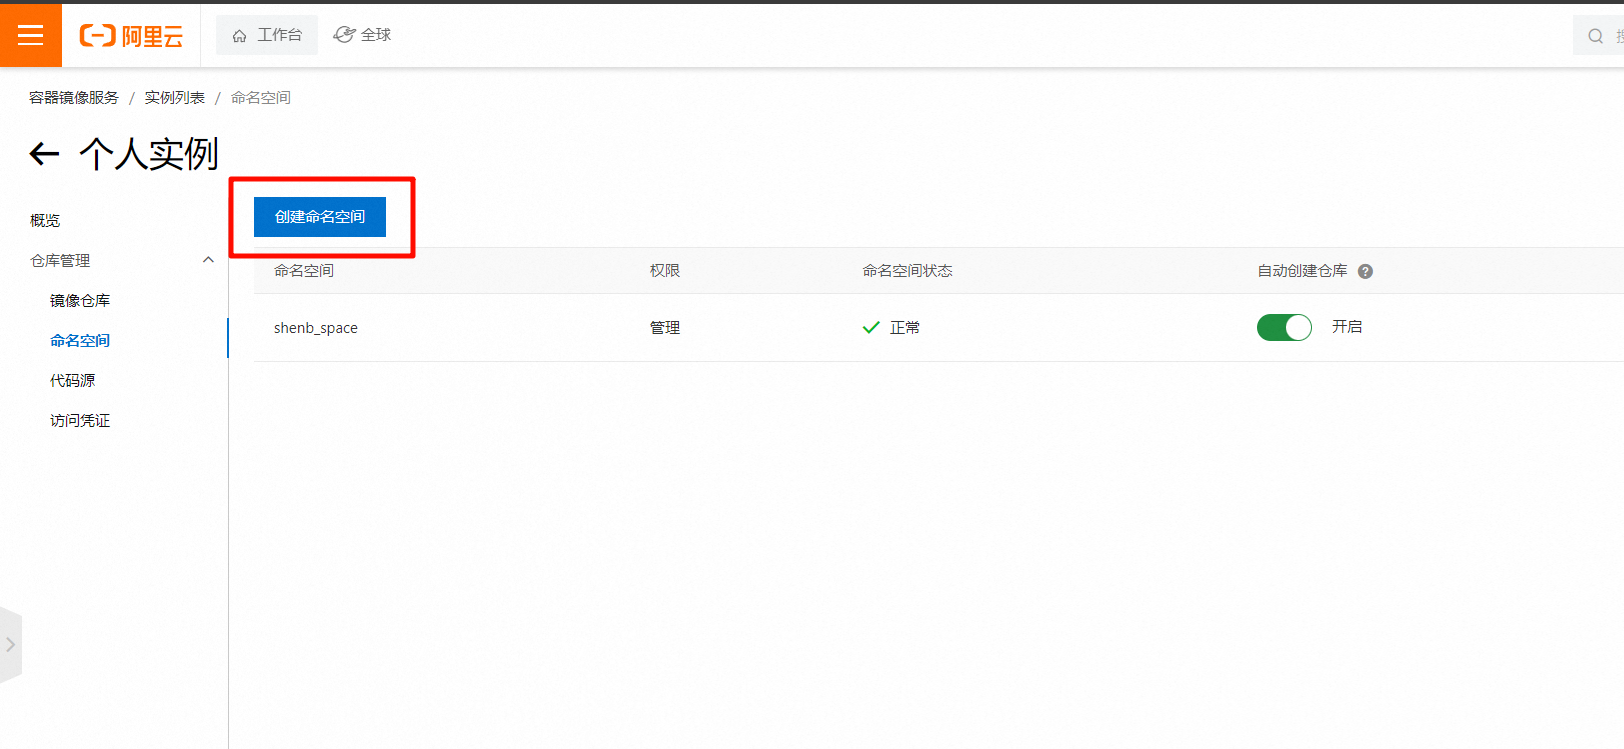 阿里云 工作台 全球
容器镜像服务 / 实例列表 / 命名空间
个人实例
概览
仓库管理
镜像仓库
命名空间
代码源
访问凭证
创建命名空间
命名空间 权限 命名空间状态 自动创建仓库
shenb_space 管理 正常 开启